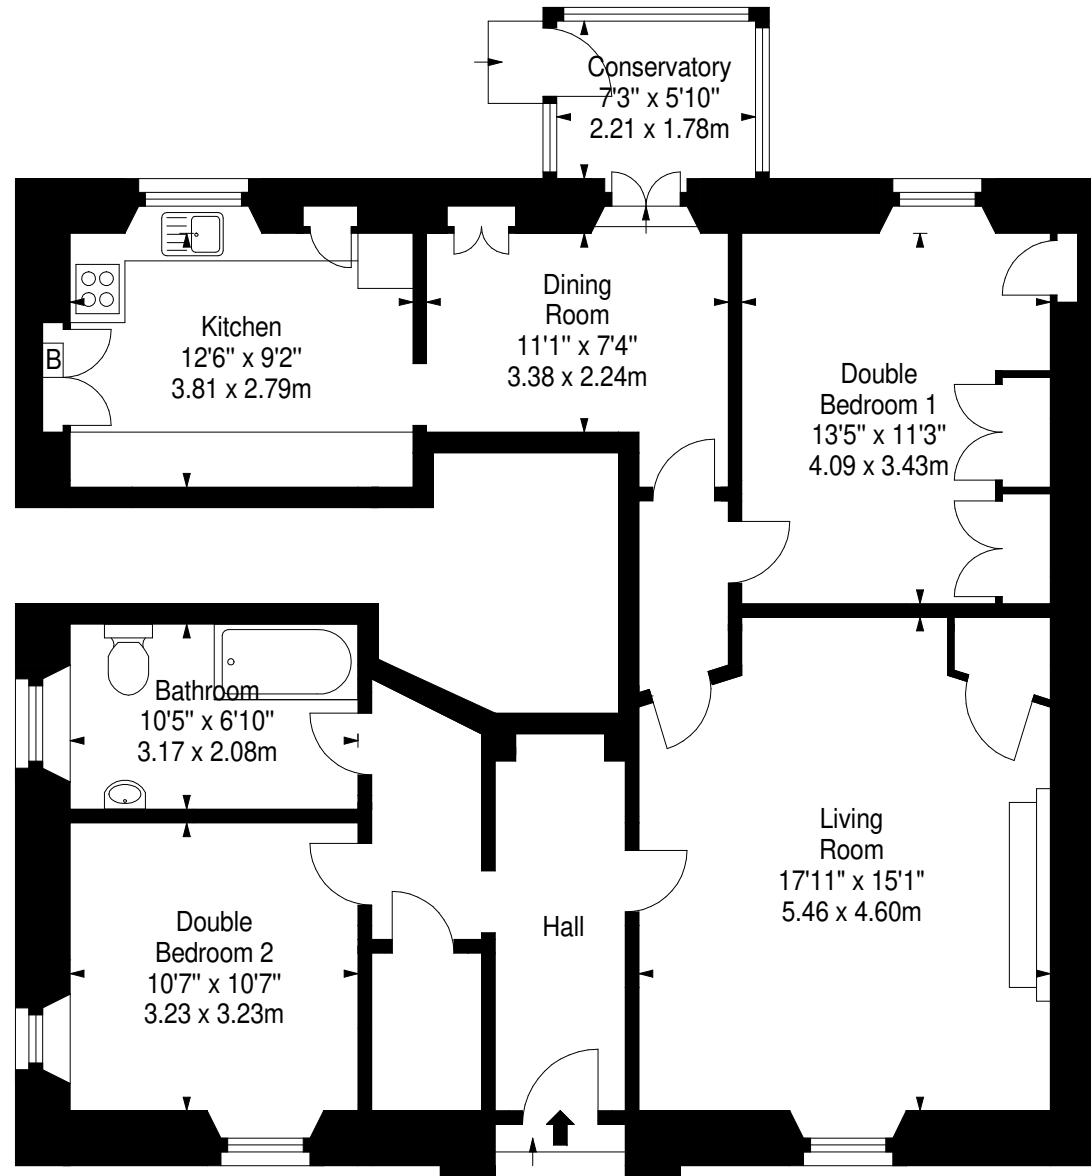 Conservatory
7'3" x 5'10"
2.21 x 1.78m
Kitchen
12'6" x 9'2"
3.81 x 2.79m
B
Dining
Room
11'1" x 7'4"
3.38 x 2.24m
Double
Bedroom 1
13'5" x 11'3"
4.09 x 3.43m
Bathroom
10'5" x 6'10"
3.17 x 2.08m
Living
Room
17'11" x 15'1"
5.46 x 4.60m
Double
Bedroom 2
10'7" x 10'7"
3.23 x 3.23m
Hall